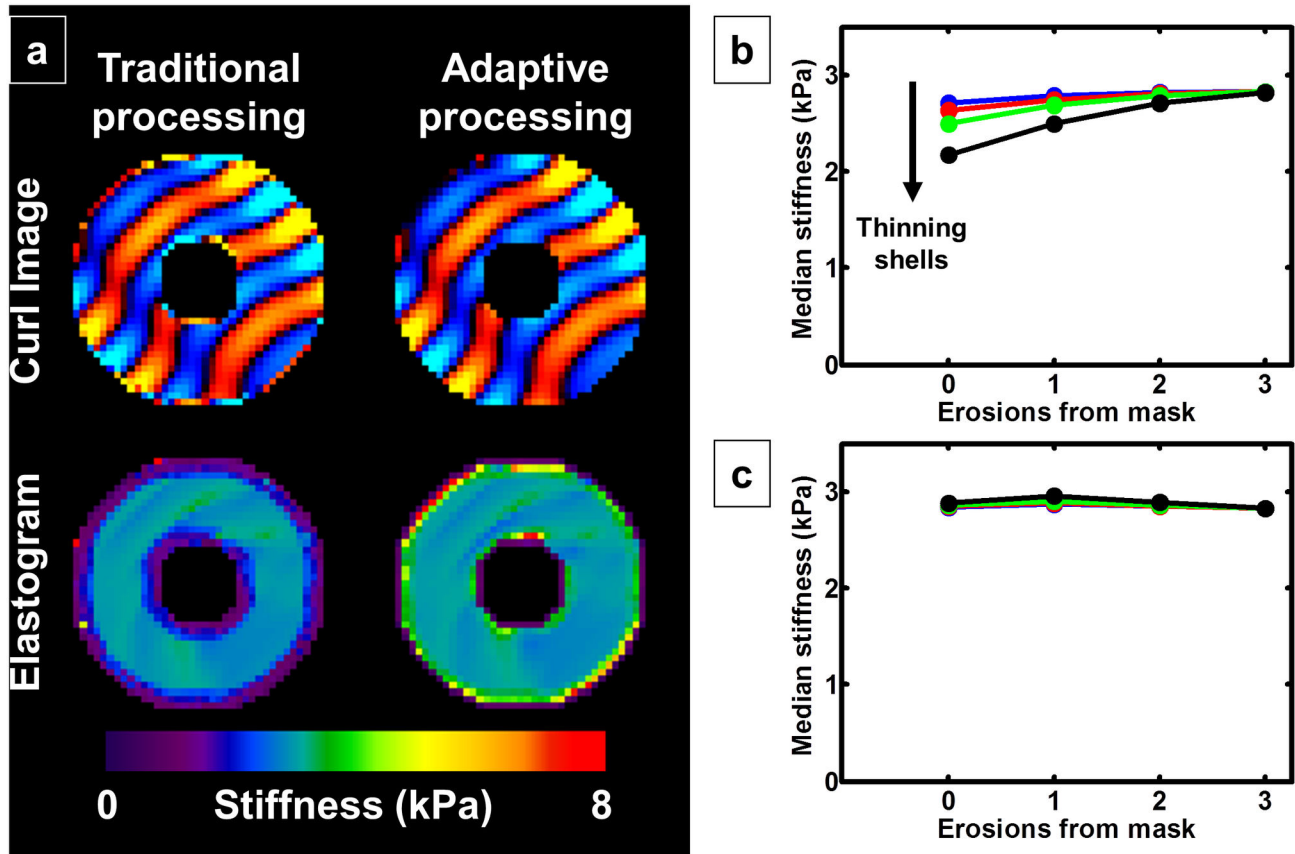 a
Traditional
processing
Adaptive
processing
Curl Image
Elastogram
0
Stiffness (kPa)
8
b
Median stiffness (kPa)
3
2
1
0
Thinning
shells
0 1 2 3
Erosions from mask
c
Median stiffness (kPa)
3
2
1
0
0 1 2 3
Erosions from mask